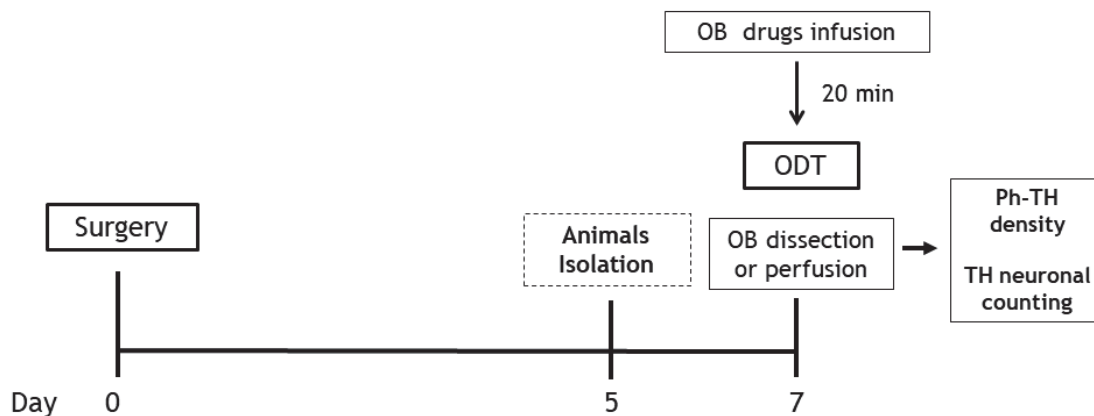 OB drugs infusion
20 min
ODT
Surgery
Animals
Isolation
OB dissection
or perfusion
Ph-TH
density
TH neuronal
counting
Day 0 5 7